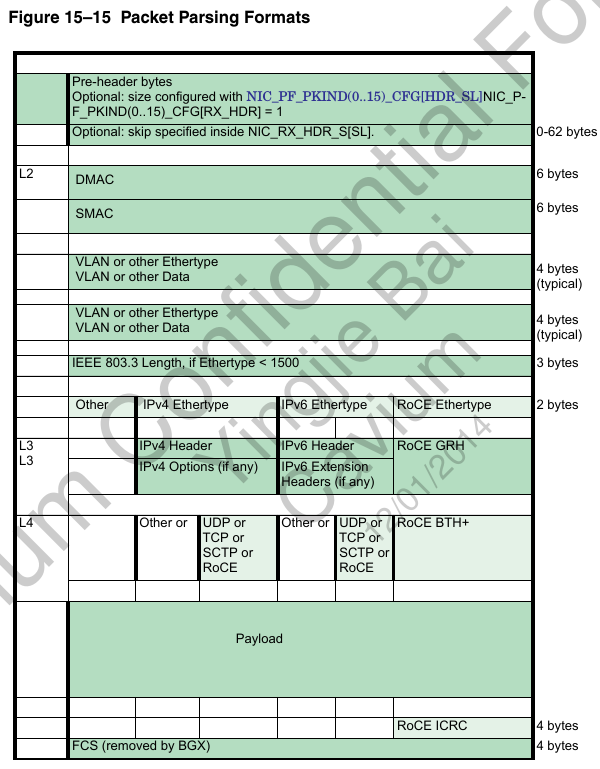 Figure 15–15 Packet Parsing Formats
Pre-header bytes
Optional: size configured with NIC_PF_PKIND(0..15)_CFG[HDR_SL]NIC_P-
F_PKIND(0..15)_CFG[RX_HDR] = 1
Optional: skip specified inside NIC_RX_HDR_S[SL].
0-62 bytes
L2
DMAC
6 bytes
SMAC
6 bytes
VLAN or other Ethertype
VLAN or other Data
4 bytes
(typical)
VLAN or other Ethertype
VLAN or other Data
4 bytes
(typical)
IEEE 803.3 Length, if Ethertype < 1500
3 bytes
Other
IPv4 Ethertype
IPv6 Ethertype
RoCE Ethertype
2 bytes
L3
IPv4 Header
IPv6 Header
RoCE GRH
L3
IPv4 Options (if any)
IPv6 Extension
Headers (if any)
L4
Other or
UDP or
TCP or
SCTP or
RoCE
Other or
UDP or
TCP or
SCTP or
RoCE
RoCE BTH+
Payload
RoCE ICRC
4 bytes
FCS (removed by BGX)
4 bytes
Confidential For
Yingjie Bai
Cavium
12/01/2014